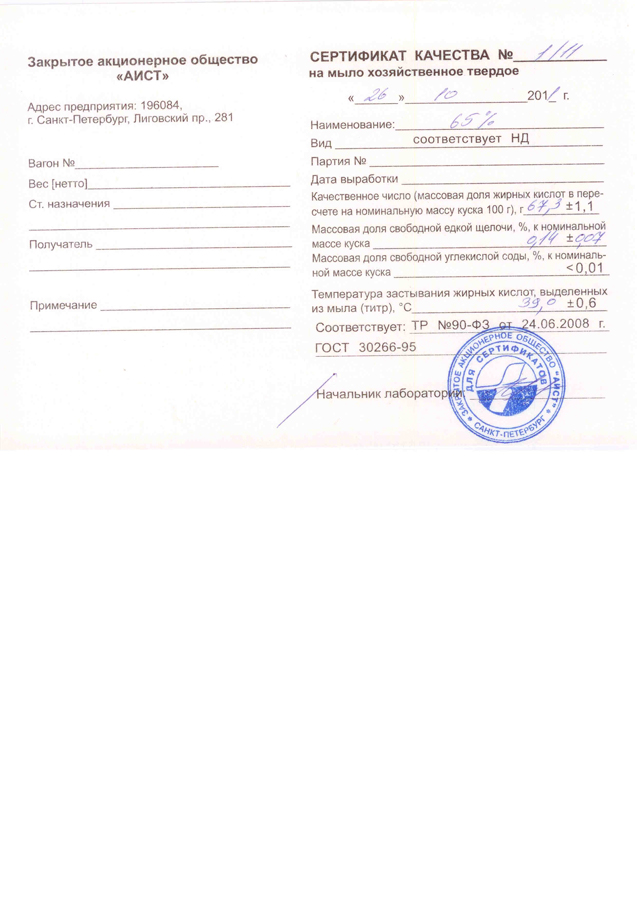 Закрытое акционерное общество
«АИСТ»
Адрес предприятия: 196084,
г. Санкт-Петербург, Лиговский пр., 281
Вагон №
Вес [нетто]
Ст. назначения
Получатель
Примечание
СЕРТИФИКАТ КАЧЕСТВА № 1/11
на мыло хозяйственное твердое
« 26 » 10 2011 г.
Наименование: 65%
Вид соответствует НД
Партия №
Дата выработки
Качественное число (массовая доля жирных кислот в пере-
счете на номинальную массу куска 100 г), г 67,3 ±1,1
Массовая доля свободной едкой щелочи, %, к номинальной
массе куска 0,14 ±0,07
Массовая доля свободной углекислой соды, %, к номиналь-
ной массе куска <0,01
Температура застывания жирных кислот, выделенных
из мыла (титр), °С 39,0 ±0,6
Соответствует: ТР №90-ФЗ от 24.06.2008 г.
ГОСТ 30266-95
Начальник лаборатории
ЗАКРЫТОЕ АКЦИОНЕРНОЕ ОБЩЕСТВО "АИСТ"
* САНКТ-ПЕТЕРБУРГ *
ДЛЯ СЕРТИФИКАТОВ